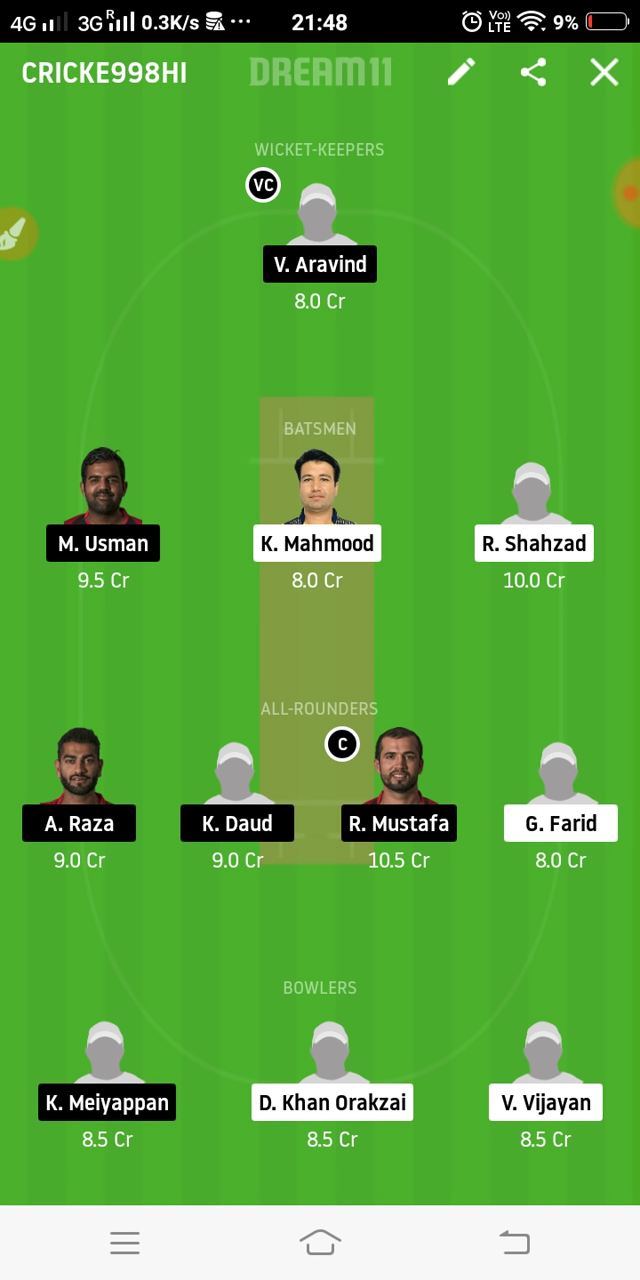 4G 3G R 0.3K/s ... 21:48 Vo) LTE 9%
CRICKE998HI DREAM11
WICKET-KEEPERS
VC
V. Aravind
8.0 Cr
BATSMEN
M. Usman K. Mahmood R. Shahzad
9.5 Cr 8.0 Cr 10.0 Cr
ALL-ROUNDERS
C
A. Raza K. Daud R. Mustafa G. Farid
9.0 Cr 9.0 Cr 10.5 Cr 8.0 Cr
BOWLERS
K. Meiyappan D. Khan Orakzai V. Vijayan
8.5 Cr 8.5 Cr 8.5 Cr